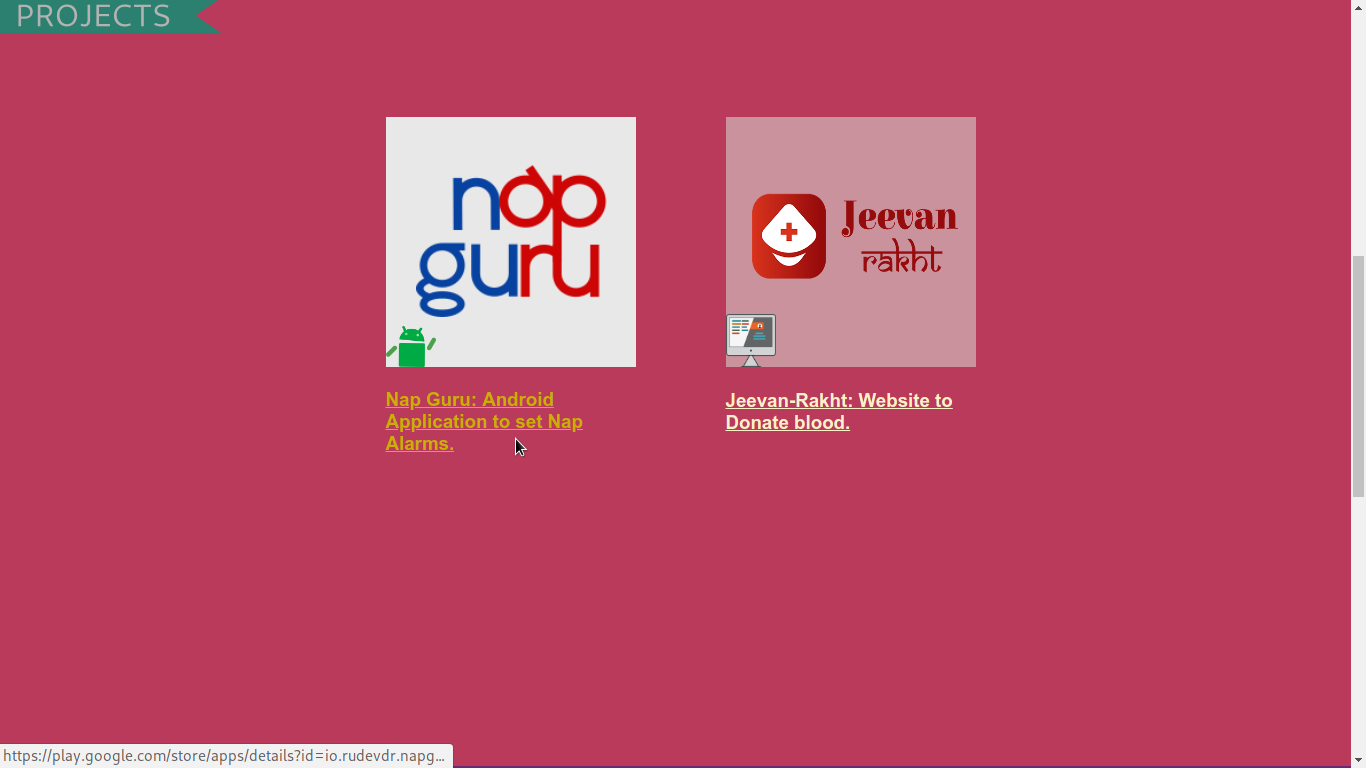 PROJECTS
nap
guru
Jeevan
rakht
Nap Guru: Android
Application to set Nap
Alarms.
Jeevan-Rakht: Website to
Donate blood.
https://play.google.com/store/apps/details?id=io.rudevdr.napg...